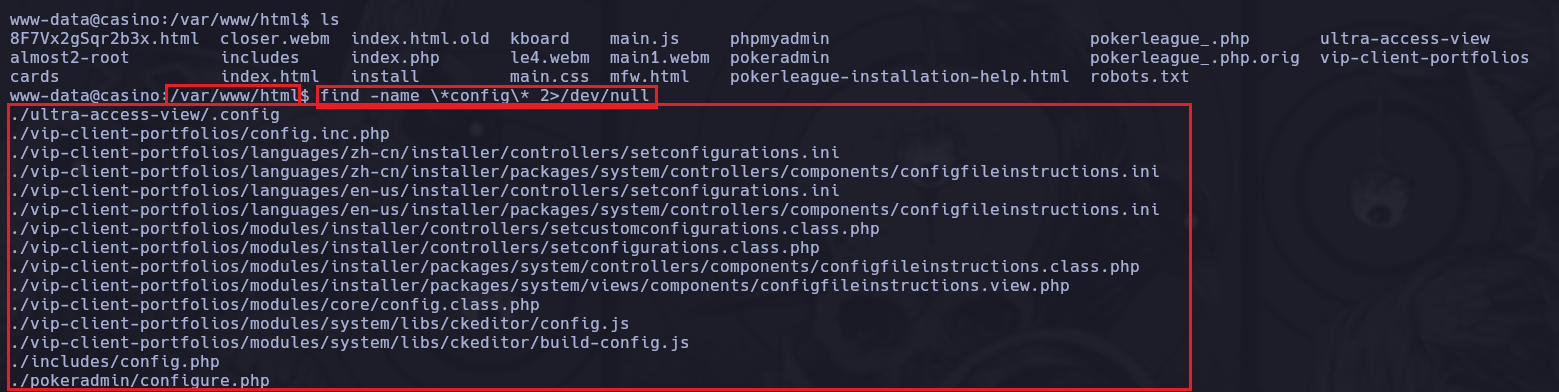 www-data@casino:/var/www/html$ ls
8F7Vx2gSqr2b3x.html  closer.webm  index.html.old  kboard    main.js     phpmyadmin                          pokerleague_.php       ultra-access-view
almost2-root         includes     index.php       le4.webm  main1.webm  pokeradmin                          pokerleague_.php.orig  vip-client-portfolios
cards                index.html   install         main.css  mfw.html    pokerleague-installation-help.html  robots.txt
www-data@casino:/var/www/html$ find -name \*config\* 2>/dev/null
./ultra-access-view/.config
./vip-client-portfolios/config.inc.php
./vip-client-portfolios/languages/zh-cn/installer/controllers/setconfigurations.ini
./vip-client-portfolios/languages/zh-cn/installer/packages/system/controllers/components/configfileinstructions.ini
./vip-client-portfolios/languages/en-us/installer/controllers/setconfigurations.ini
./vip-client-portfolios/languages/en-us/installer/packages/system/controllers/components/configfileinstructions.ini
./vip-client-portfolios/modules/installer/controllers/setcustomconfigurations.class.php
./vip-client-portfolios/modules/installer/controllers/setconfigurations.class.php
./vip-client-portfolios/modules/installer/packages/system/controllers/components/configfileinstructions.class.php
./vip-client-portfolios/modules/installer/packages/system/views/components/configfileinstructions.view.php
./vip-client-portfolios/modules/core/config.class.php
./vip-client-portfolios/modules/system/libs/ckeditor/config.js
./vip-client-portfolios/modules/system/libs/ckeditor/build-config.js
./includes/config.php
./pokeradmin/configure.php